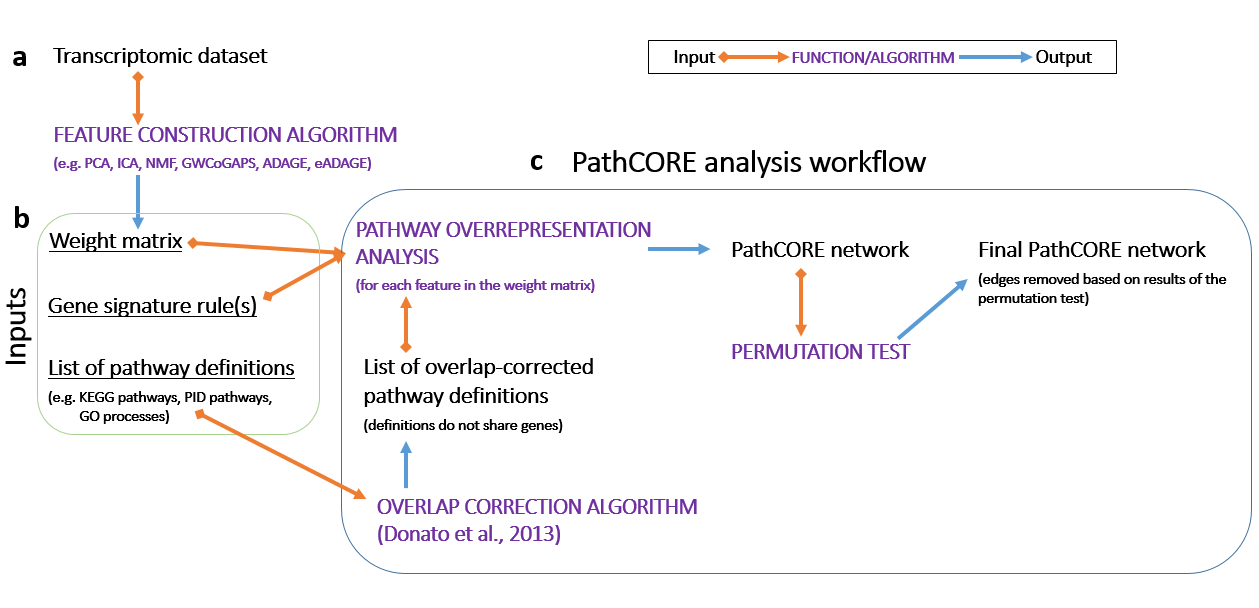 a
Transcriptomic dataset
Input
FUNCTION/ALGORITHM
Output
FEATURE CONSTRUCTION ALGORITHM
(e.g. PCA, ICA, NMF, GWCoGAPS, ADAGE, eADAGE)
b
Inputs
Weight matrix
Gene signature rule(s)
List of pathway definitions
(e.g. KEGG pathways, PID pathways,
GO processes)
c PathCORE analysis workflow
PATHWAY OVERREPRESENTATION
ANALYSIS
(for each feature in the weight matrix)
List of overlap-corrected
pathway definitions
(definitions do not share genes)
OVERLAP CORRECTION ALGORITHM
(Donato et al., 2013)
PathCORE network
PERMUTATION TEST
Final PathCORE network
(edges removed based on results of the
permutation test)